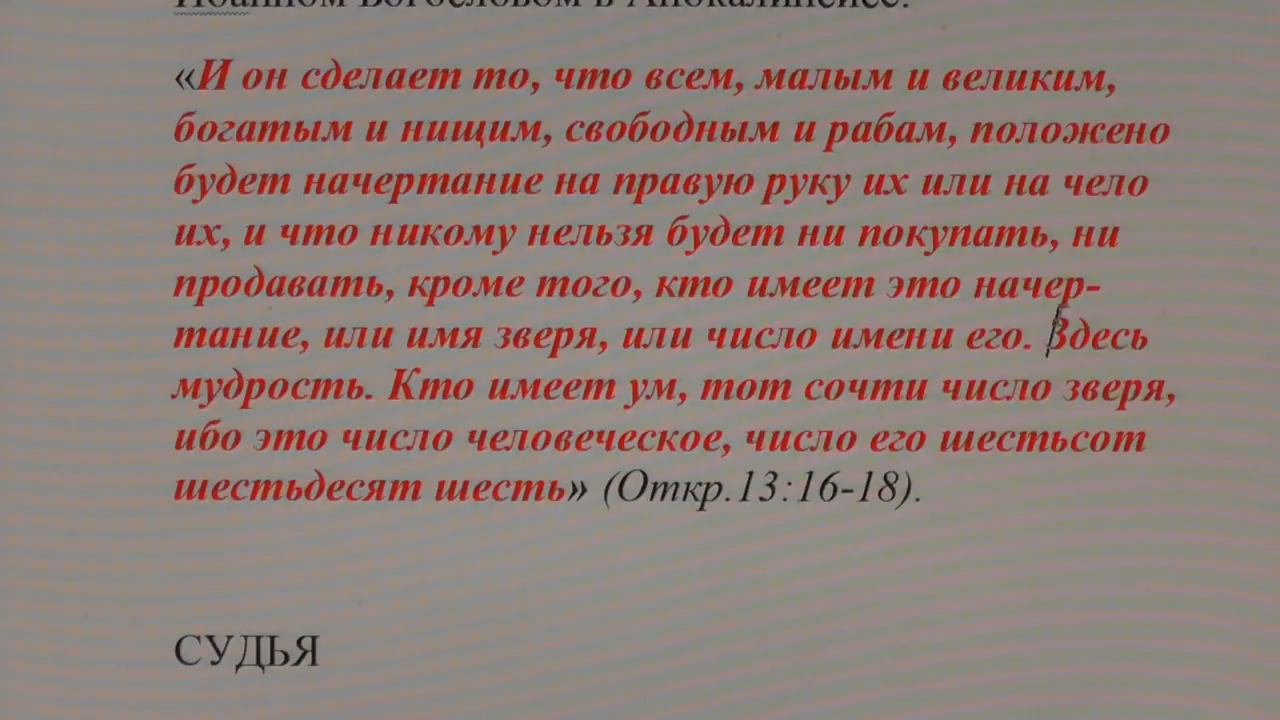 Иоанном Богословом в Апокалипсисе:
«И он сделает то, что всем, малым и великим,
богатым и нищим, свободным и рабам, положено
будет начертание на правую руку их или на чело
их, и что никому нельзя будет ни покупать, ни
продавать, кроме того, кто имеет это начер-
тание, или имя зверя, или число имени его. Здесь
мудрость. Кто имеет ум, тот сочти число зверя,
ибо это число человеческое, число его шестьсот
шестьдесят шесть» (Откр.13:16-18).
СУДЬЯ